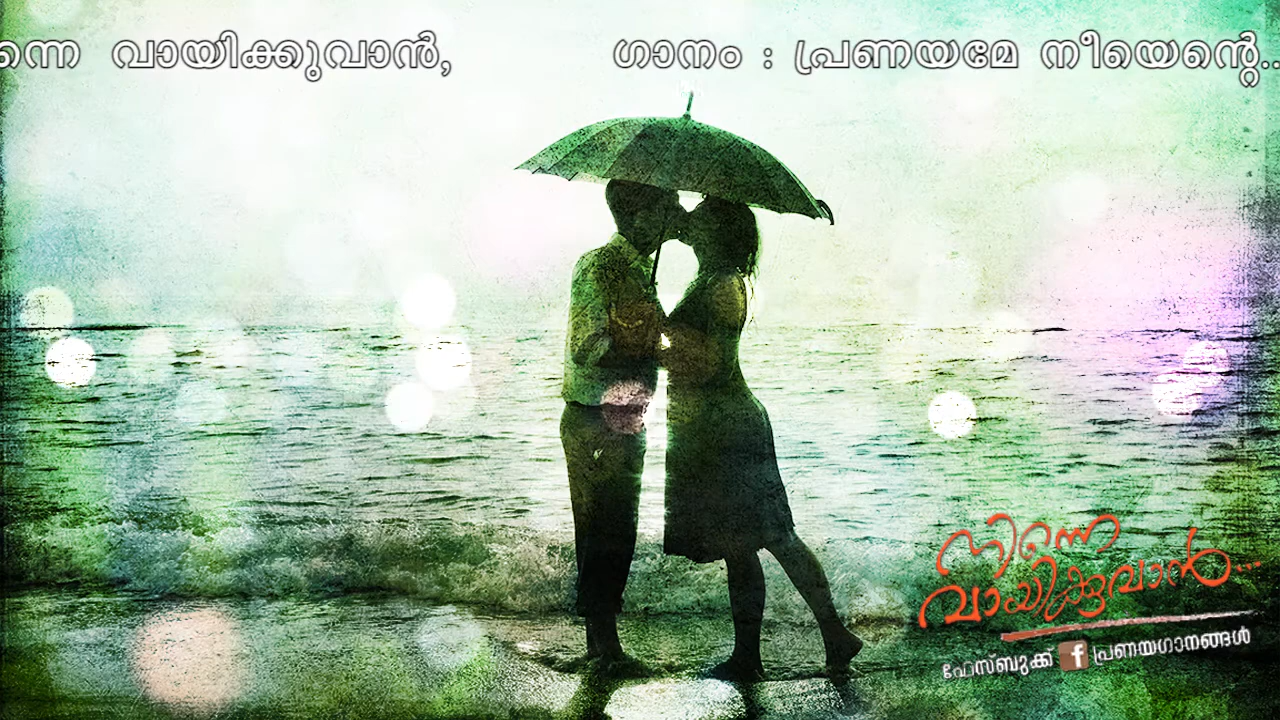 ന്നെ വായിക്കുവാൻ, ഗാനം : പ്രണയമേ നീയെന്റെ..
നിന്നെ
വായിക്കുവാൻ...
ഫേസ്ബുക്ക് f പ്രണയഗാനങ്ങൾ